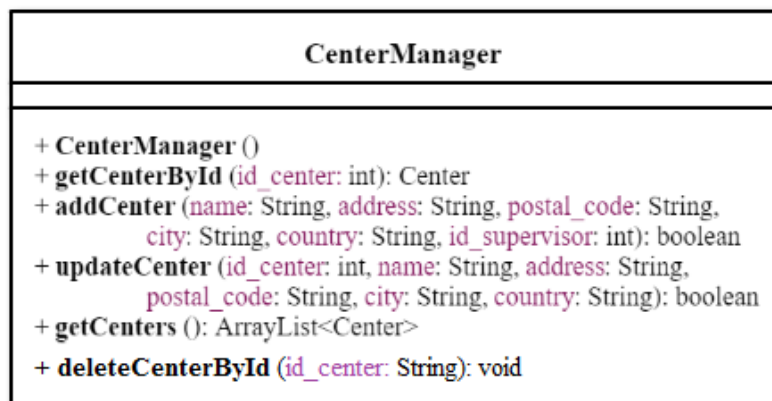 CenterManager
+ CenterManager ()
+ getCenterById (id_center: int): Center
+ addCenter (name: String, address: String, postal_code: String,
city: String, country: String, id_supervisor: int): boolean
+ updateCenter (id_center: int, name: String, address: String,
postal_code: String, city: String, country: String): boolean
+ getCenters (): ArrayList<Center>
+ deleteCenterById (id_center: String): void